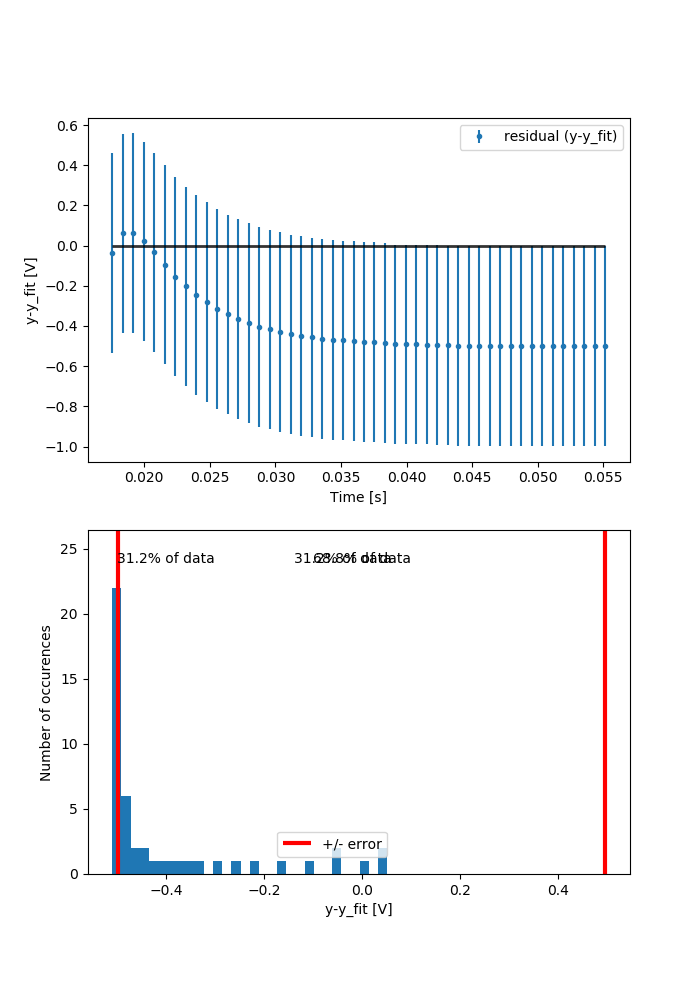 0.6
0.4
0.2
0.0
−0.2
−0.4
−0.6
−0.8
−1.0
y-y_fit [V]
residual (y-y_fit)
0.020 0.025 0.030 0.035 0.040 0.045 0.050 0.055
Time [s]
25
20
15
10
5
0
Number of occurences
31.2% of data
+/- error
−0.4 −0.2 0.0 0.2 0.4
y-y_fit [V]